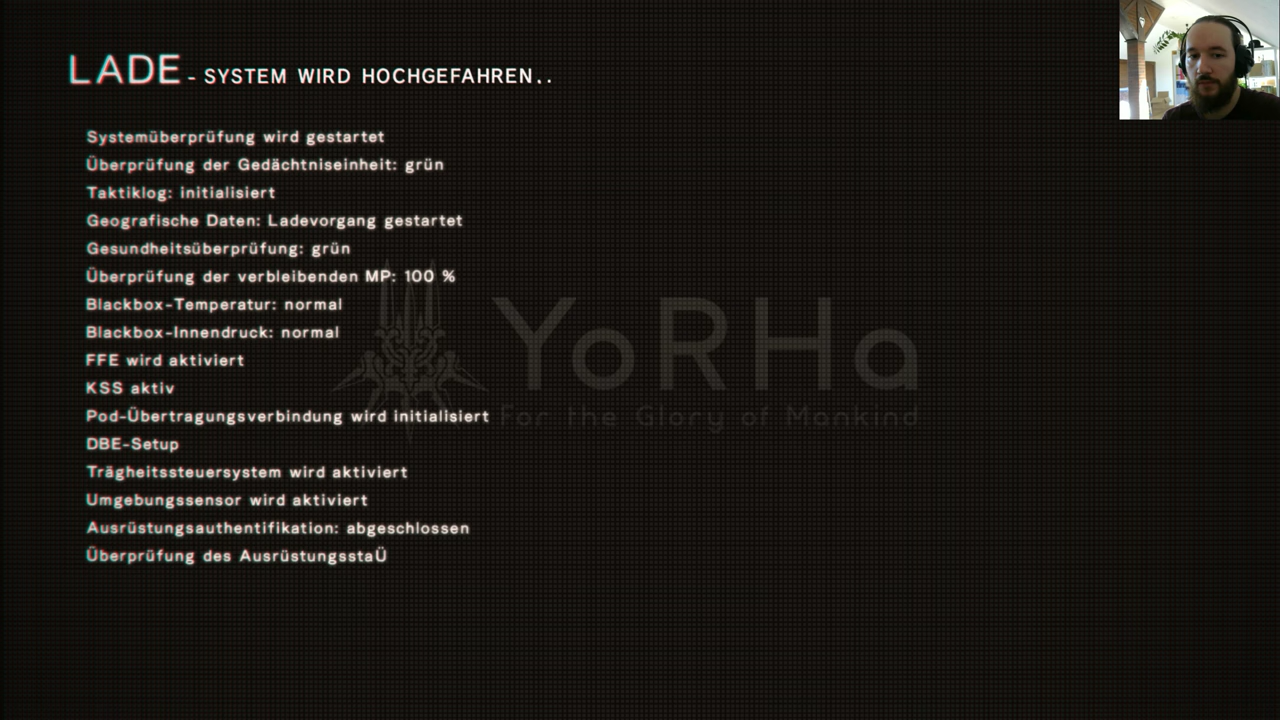 LADE - SYSTEM WIRD HOCHGEFAHREN..
Systemüberprüfung wird gestartet
Überprüfung der Gedächtniseinheit: grün
Taktiklog: initialisiert
Geografische Daten: Ladevorgang gestartet
Gesundheitsüberprüfung: grün
Überprüfung der verbleibenden MP: 100 %
Blackbox-Temperatur: normal
Blackbox-Innendruck: normal
FFE wird aktiviert
KSS aktiv
Pod-Übertragungsverbindung wird initialisiert
DBE-Setup
Trägheitssteuersystem wird aktiviert
Umgebungssensor wird aktiviert
Ausrüstungsauthentifikation: abgeschlossen
Überprüfung des AusrüstungsstaÜ
YoRHa
For the Glory of Mankind